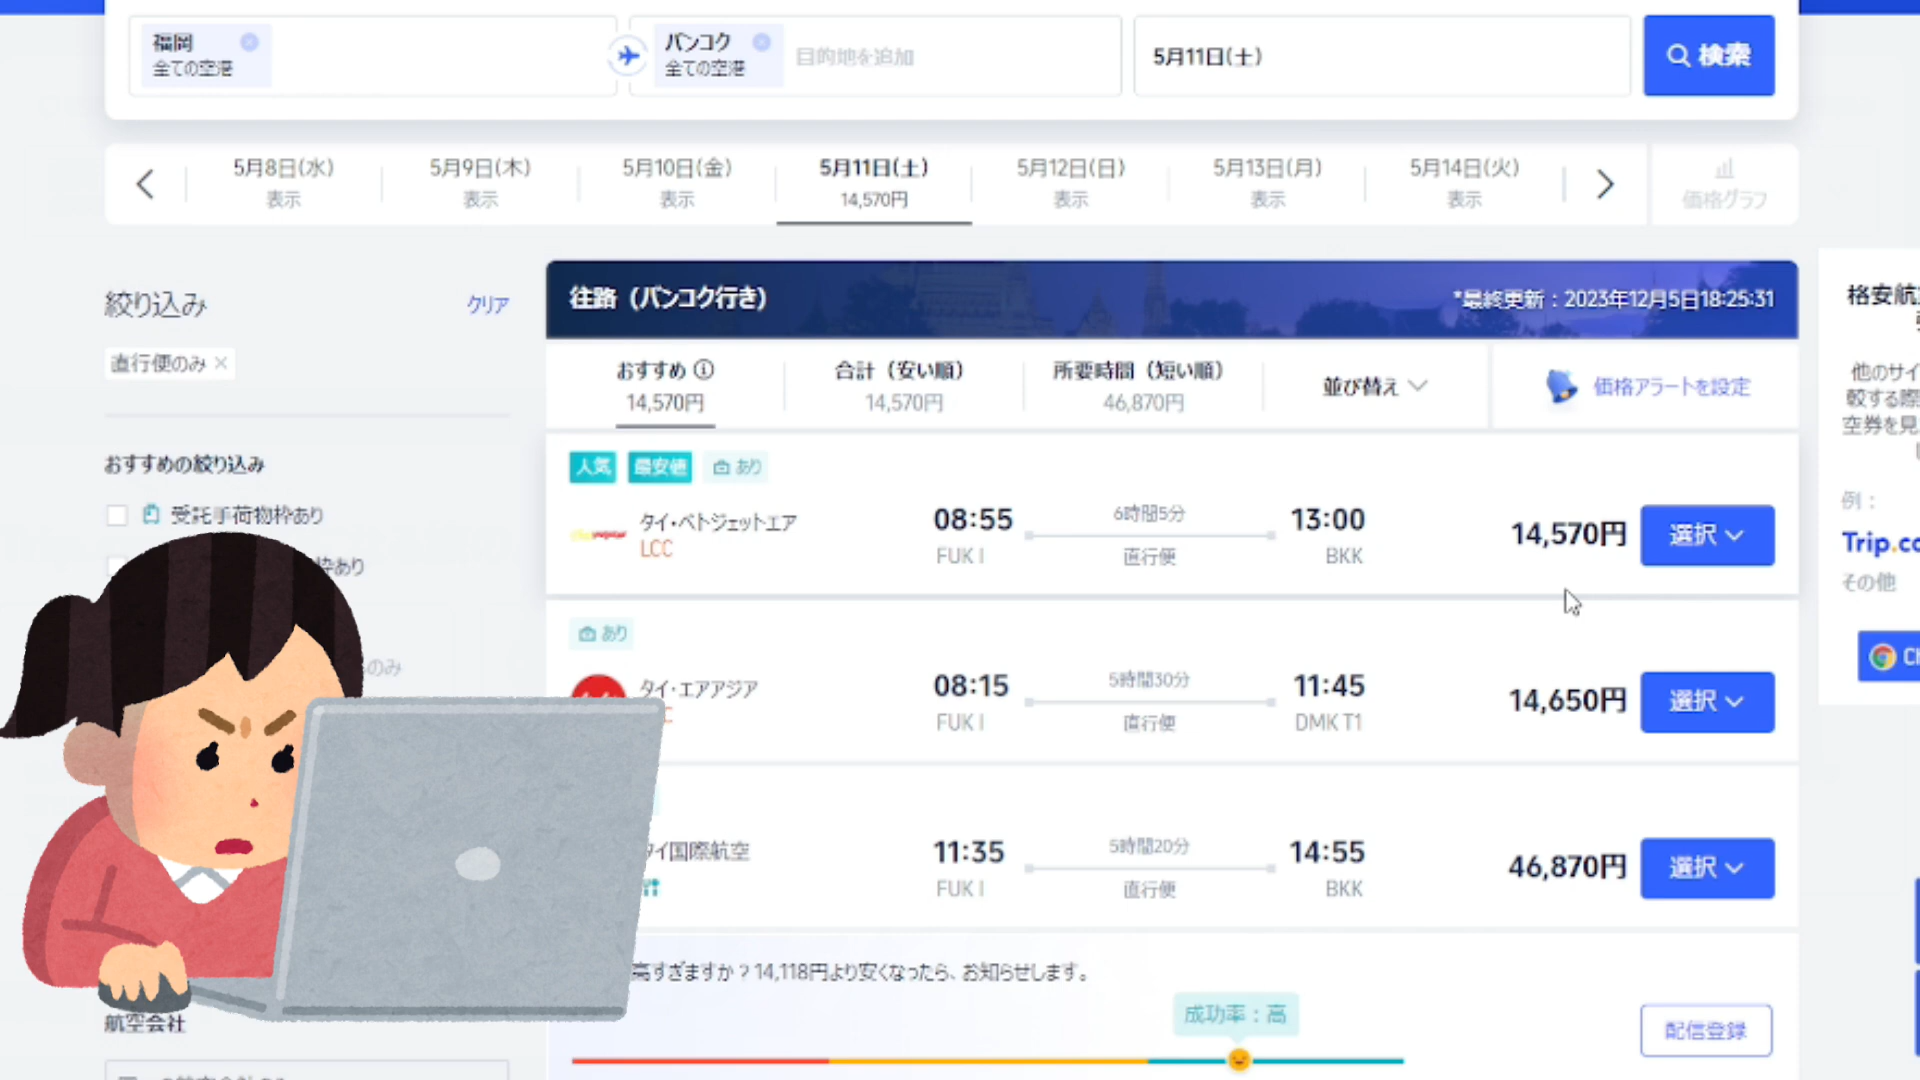 福岡
全ての空港
バンコク
全ての空港
目的地を追加
5月11日(土)
検索
5月8日(水)
表示
5月9日(木)
表示
5月10日(金)
表示
5月11日(土)
14,570円
5月12日(日)
表示
5月13日(月)
表示
5月14日(火)
表示
価格グラフ
絞り込み
クリア
直行便のみ ×
おすすめの絞り込み
受託手荷物枠あり
枠あり
のみ
航空会社
往路（バンコク行き）
*最終更新：2023年12月5日18:25:31
おすすめ
14,570円
合計（安い順）
14,570円
所要時間（短い順）
46,870円
並び替え
価格アラートを設定
人気 最安値 あり
タイ・ベトジェットエア
LCC
08:55
FUK I
6時間5分
直行便
13:00
BKK
14,570円
選択
あり
タイ・エアアジア
08:15
FUK I
5時間30分
直行便
11:45
DMK T1
14,650円
選択
タイ国際航空
11:35
FUK I
5時間20分
直行便
14:55
BKK
46,870円
選択
高すぎますか？14,118円より安くなったら、お知らせします。
成功率：高
配信登録
格安航
他のサイ
較する際
空券を見
例：
Trip.co
その他
Ch